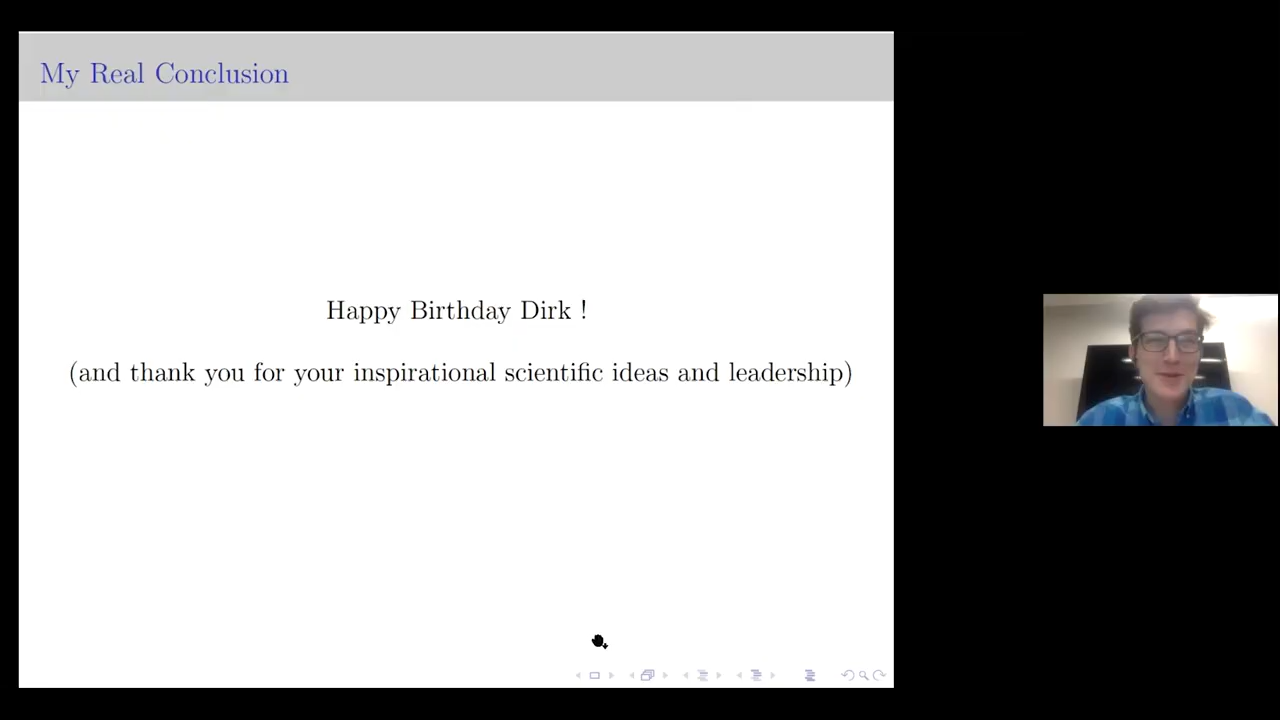 My Real Conclusion
Happy Birthday Dirk !
(and thank you for your inspirational scientific ideas and leadership)